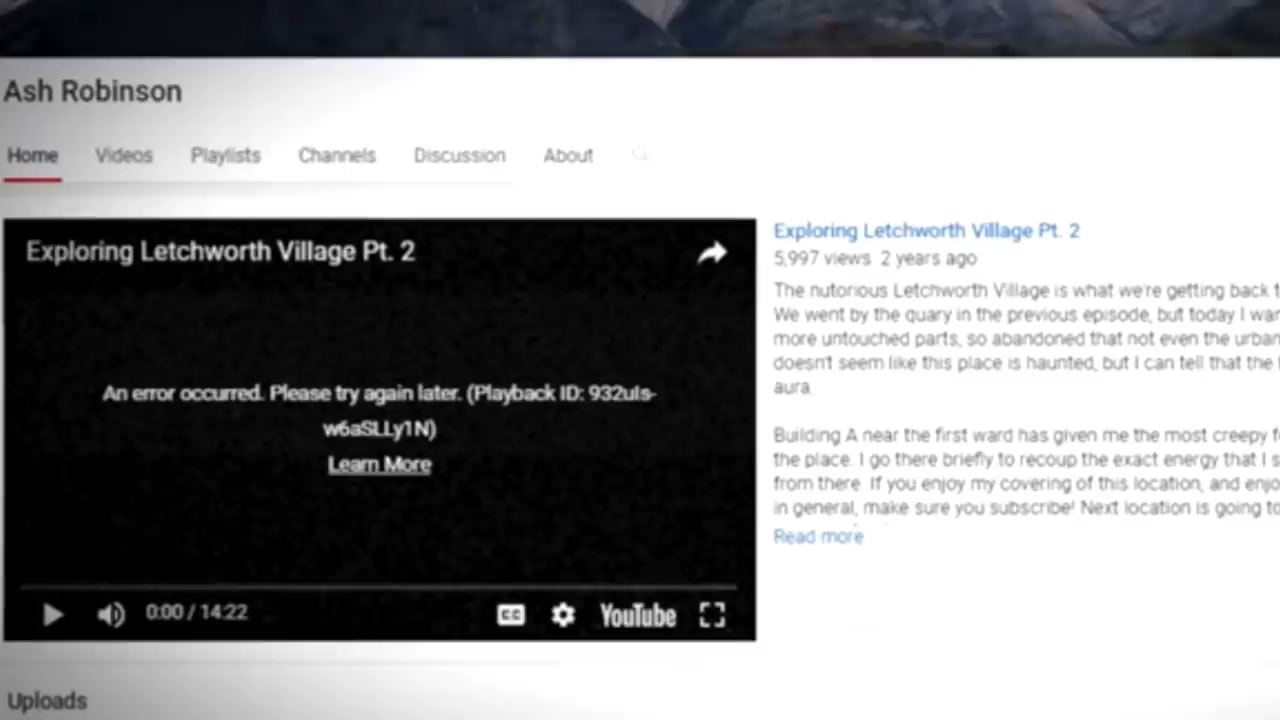 Ash Robinson
Home Videos Playlists Channels Discussion About
Exploring Letchworth Village Pt. 2
An error occurred. Please try again later. (Playback ID: 932uIs-
w6aSLLy1N)
Learn More
0:00 / 14:22 CC YouTube
Exploring Letchworth Village Pt. 2
5,997 views 2 years ago
The nutorious Letchworth Village is what we're getting back t
We went by the quary in the previous episode, but today I wan
more untouched parts, so abandoned that not even the urban
doesn't seem like this place is haunted, but I can tell that the
aura.
Building A near the first ward has given me the most creepy f
the place. I go there briefly to recoup the exact energy that I s
from there. If you enjoy my covering of this location, and enjo
in general, make sure you subscribe! Next location is going to
Read more
Uploads